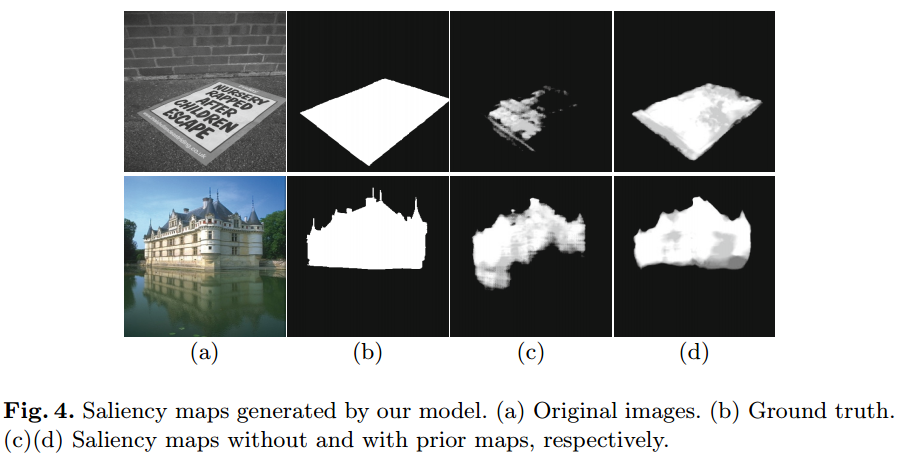 NURSERY
RAPPED
AFTER
CHILDREN
ESCAPE
(a) (b) (c) (d)
Fig. 4. Saliency maps generated by our model. (a) Original images. (b) Ground truth.
(c)(d) Saliency maps without and with prior maps, respectively.